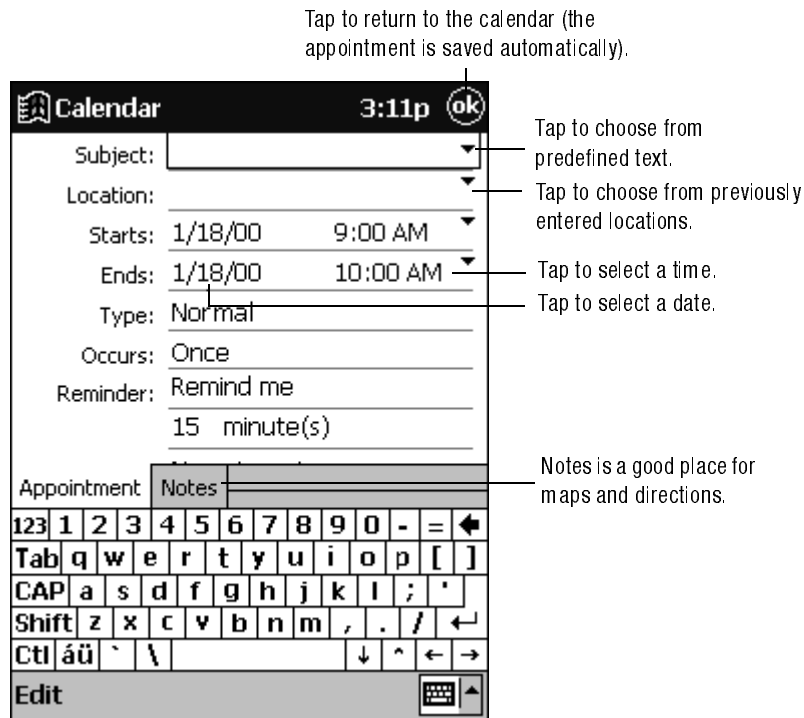 Tap to return to the calendar (the
appointment is saved automatically).
Calendar 3:11p ok
Subject:
Tap to choose from
predefined text.
Location:
Tap to choose from previously
entered locations.
Starts: 1/18/00 9:00 AM
Ends: 1/18/00 10:00 AM
Tap to select a time.
Tap to select a date.
Type: Normal
Occurs: Once
Reminder: Remind me
15 minute(s)
Appointment Notes
Notes is a good place for
maps and directions.
123 1 2 3 4 5 6 7 8 9 0 - = ←
Tab q w e r t y u i o p [ ]
CAP a s d f g h j k l ; '
Shift z x c v b n m , . / ↵
Ctl áü ` \ ↓ ^ ← →
Edit